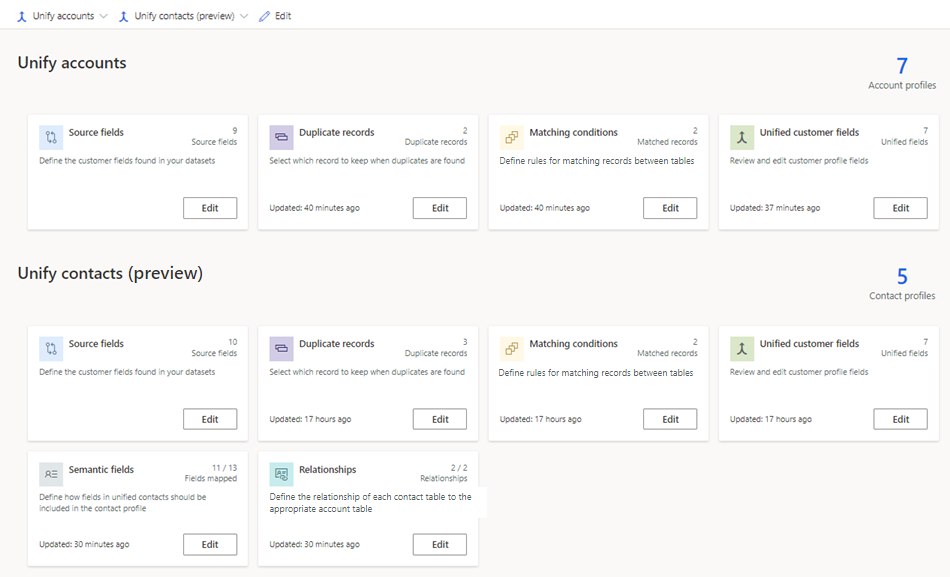 Unify accounts Unify contacts (preview) Edit
Unify accounts
7
Account profiles
Source fields
9
Source fields
Define the customer fields found in your datasets
Edit
Duplicate records
2
Duplicate records
Select which record to keep when duplicates are found
Updated: 40 minutes ago
Edit
Matching conditions
2
Matched records
Define rules for matching records between tables
Updated: 40 minutes ago
Edit
Unified customer fields
7
Unified fields
Review and edit customer profile fields
Updated: 37 minutes ago
Edit
Unify contacts (preview)
5
Contact profiles
Source fields
10
Source fields
Define the customer fields found in your datasets
Edit
Duplicate records
3
Duplicate records
Select which record to keep when duplicates are found
Updated: 17 hours ago
Edit
Matching conditions
2
Matched records
Define rules for matching records between tables
Updated: 17 hours ago
Edit
Unified customer fields
7
Unified fields
Review and edit customer profile fields
Updated: 17 hours ago
Edit
Semantic fields
11 / 13
Fields mapped
Define how fields in unified contacts should be
included in the contact profile
Updated: 30 minutes ago
Edit
Relationships
2 / 2
Relationships
Define the relationship of each contact table to the
appropriate account table
Updated: 30 minutes ago
Edit